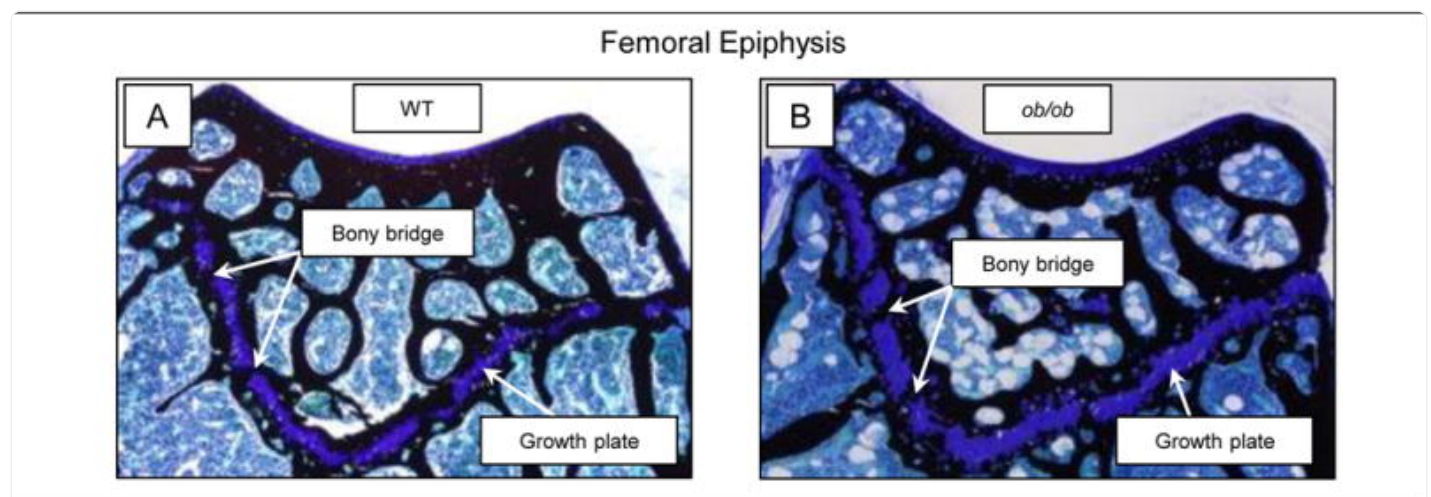 Femoral Epiphysis
A
WT
Bony bridge
Growth plate
B
ob/ob
Bony bridge
Growth plate